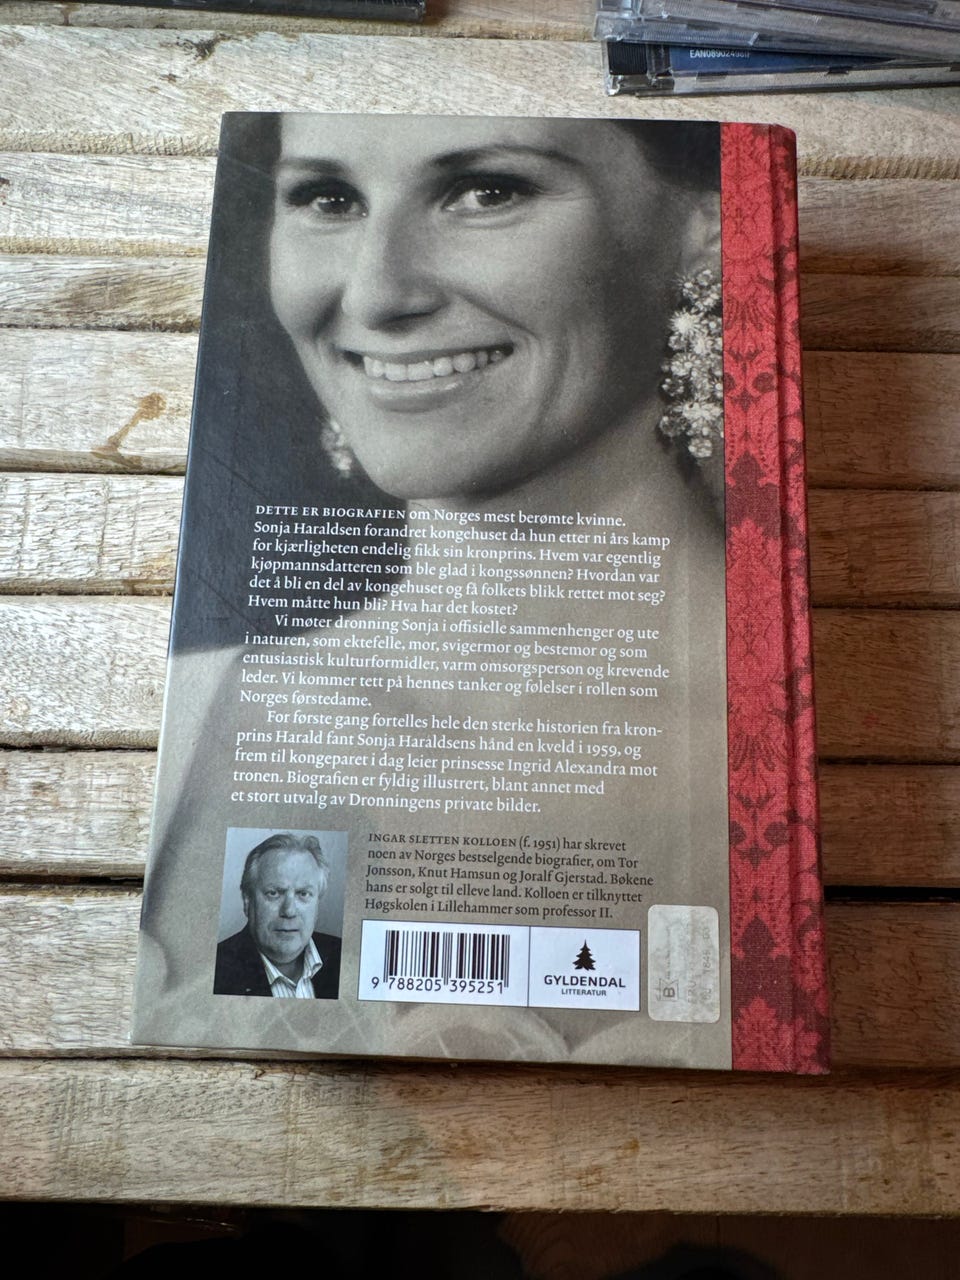 EAN0890249811
DETTE ER BIOGRAFIEN om Norges mest berømte kvinne.
Sonja Haraldsen forandret kongehuset da hun etter ni års kamp
for kjærligheten endelig fikk sin kronprins. Hvem var egentlig
kjøpmannsdatteren som ble glad i kongssønnen? Hvordan var
det å bli en del av kongehuset og få folkets blikk rettet mot seg?
Hvem måtte hun bli? Hva har det kostet?
Vi møter dronning Sonja i offisielle sammenhenger og ute
i naturen, som ektefelle, mor, svigermor og bestemor og som
entusiastisk kulturformidler, varm omsorgsperson og krevende
leder. Vi kommer tett på hennes tanker og følelser i rollen som
Norges førstedame.
For første gang fortelles hele den sterke historien fra kron-
prins Harald fant Sonja Haraldsens hånd en kveld i 1959, og
frem til kongeparet i dag leier prinsesse Ingrid Alexandra mot
tronen. Biografien er fyldig illustrert, blant annet med
et stort utvalg av Dronningens private bilder.
INGAR SLETTEN KOLLOEN (f. 1951) har skrevet
noen av Norges bestselgende biografier, om Tor
Jonsson, Knut Hamsun og Joralf Gjerstad. Bøkene
hans er solgt til elleve land. Kolloen er tilknyttet
Høgskolen i Lillehammer som professor II.
9 788205 395251
GYLDENDAL
LITTERATUR